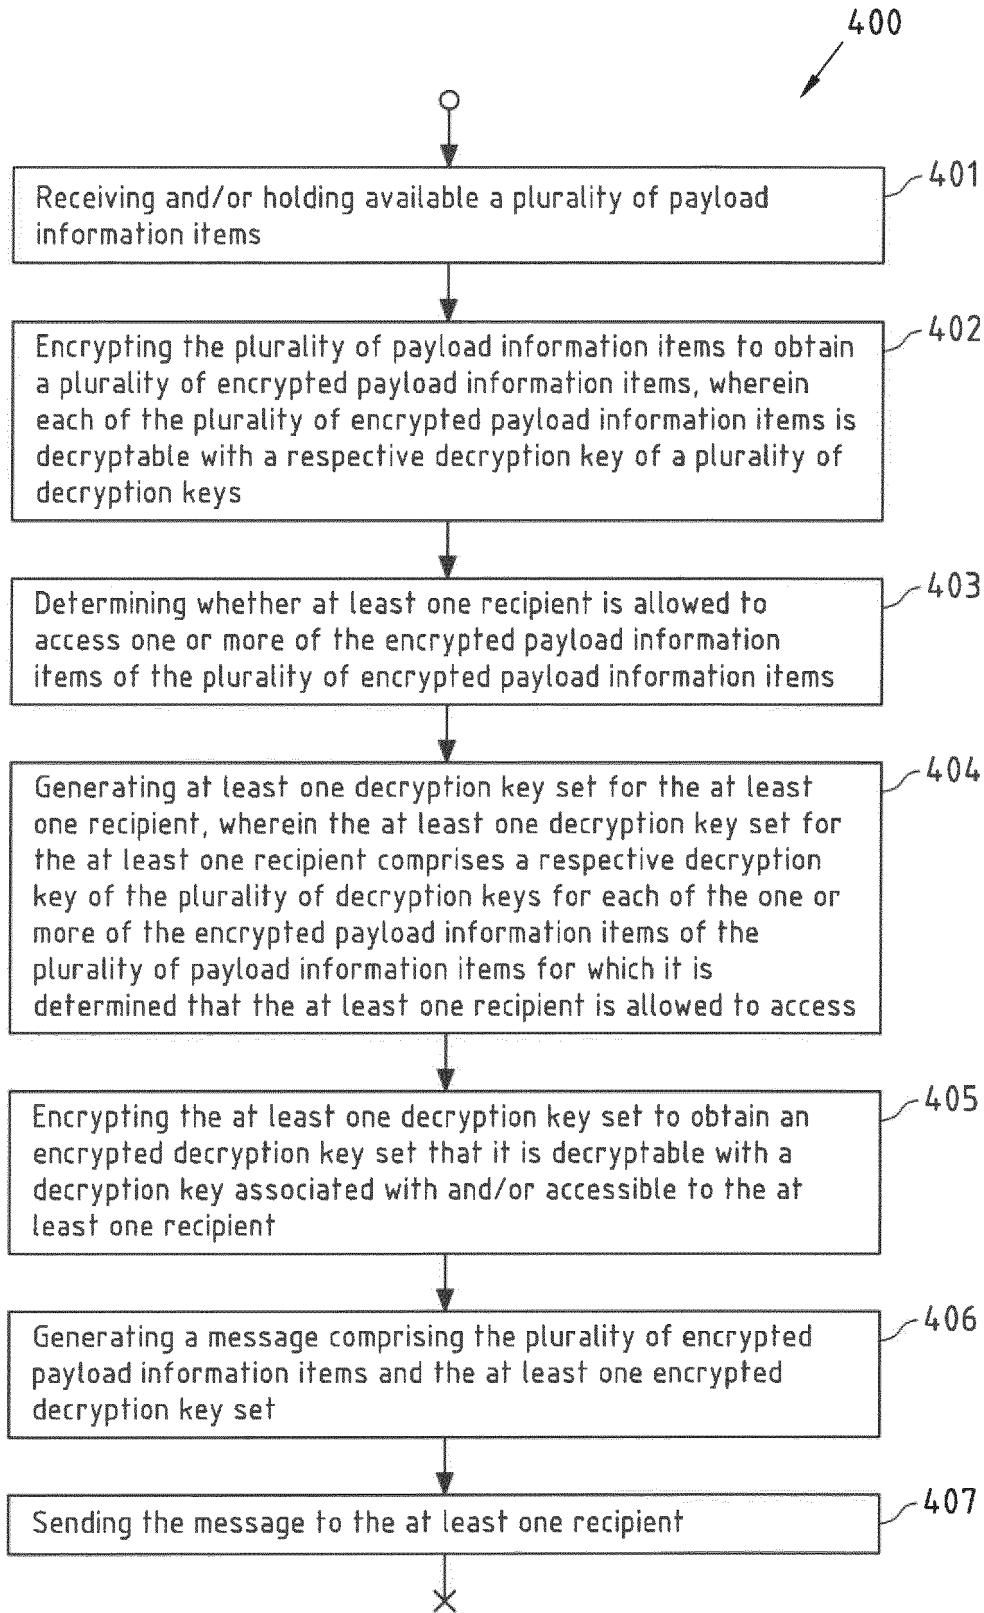 400
401
Receiving and/or holding available a plurality of payload
information items
402
Encrypting the plurality of payload information items to obtain
a plurality of encrypted payload information items, wherein
each of the plurality of encrypted payload information items is
decryptable with a respective decryption key of a plurality of
decryption keys
403
Determining whether at least one recipient is allowed to
access one or more of the encrypted payload information
items of the plurality of encrypted payload information items
404
Generating at least one decryption key set for the at least
one recipient, wherein the at least one decryption key set for
the at least one recipient comprises a respective decryption
key of the plurality of decryption keys for each of the one or
more of the encrypted payload information items of the
plurality of payload information items for which it is
determined that the at least one recipient is allowed to access
405
Encrypting the at least one decryption key set to obtain an
encrypted decryption key set that it is decryptable with a
decryption key associated with and/or accessible to the at
least one recipient
406
Generating a message comprising the plurality of encrypted
payload information items and the at least one encrypted
decryption key set
407
Sending the message to the at least one recipient